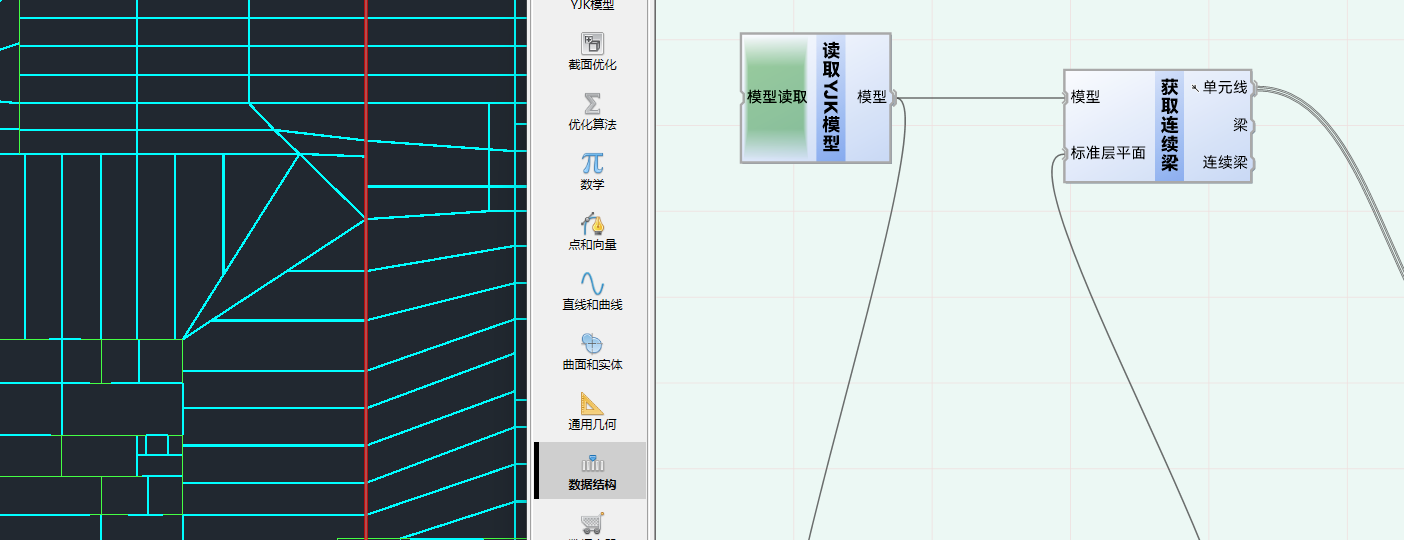 YJK模型
截面优化
优化算法
数学
点和向量
直线和曲线
曲面和实体
通用几何
数据结构
模型读取
读取YJK模型
模型
模型
标准层平面
获取连续梁
单元线
梁
连续梁